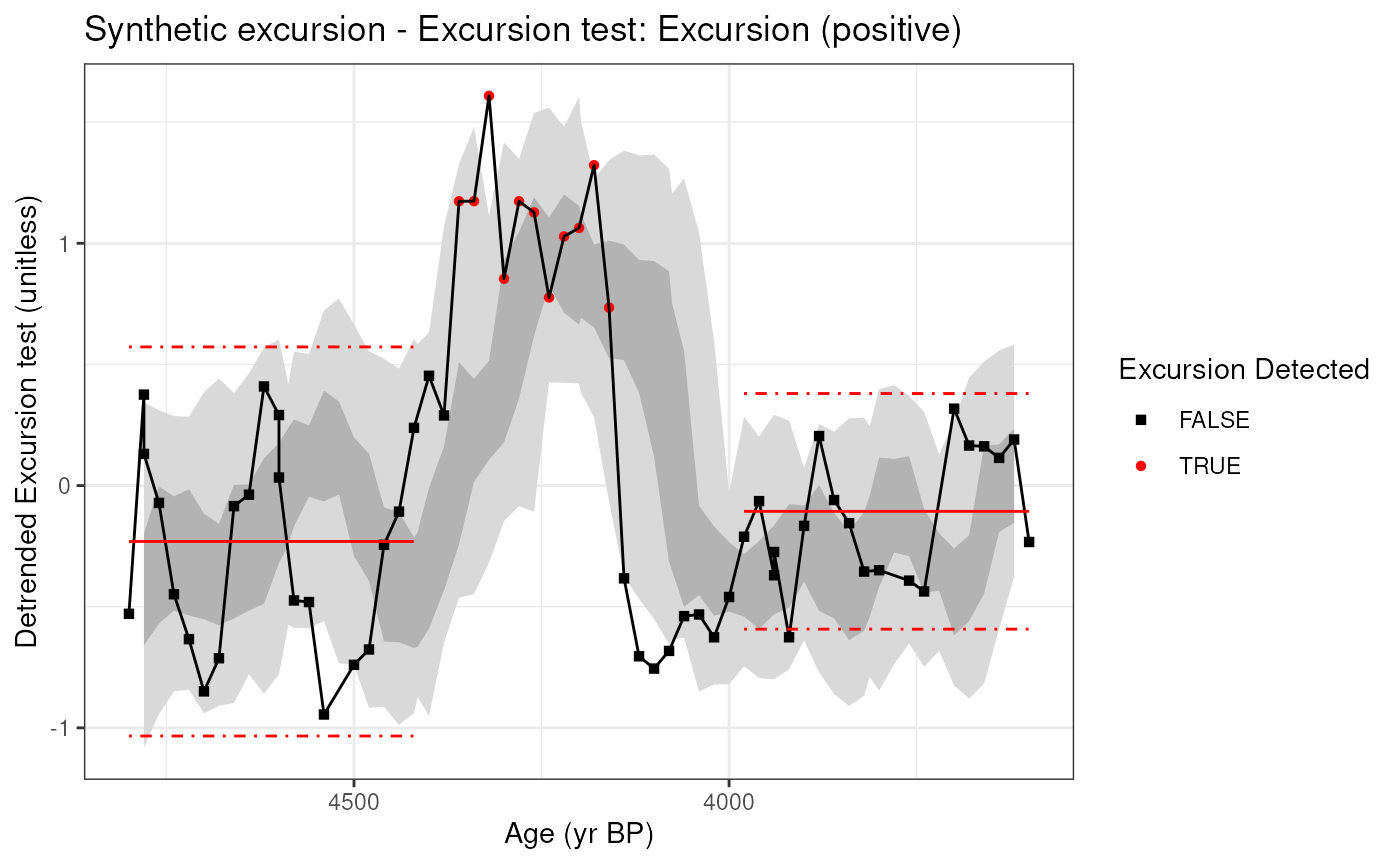 Synthetic excursion - Excursion test: Excursion (positive)
Detrended Excursion test (unitless)
1
0
-1
4500
4000
Age (yr BP)
Excursion Detected
FALSE
TRUE